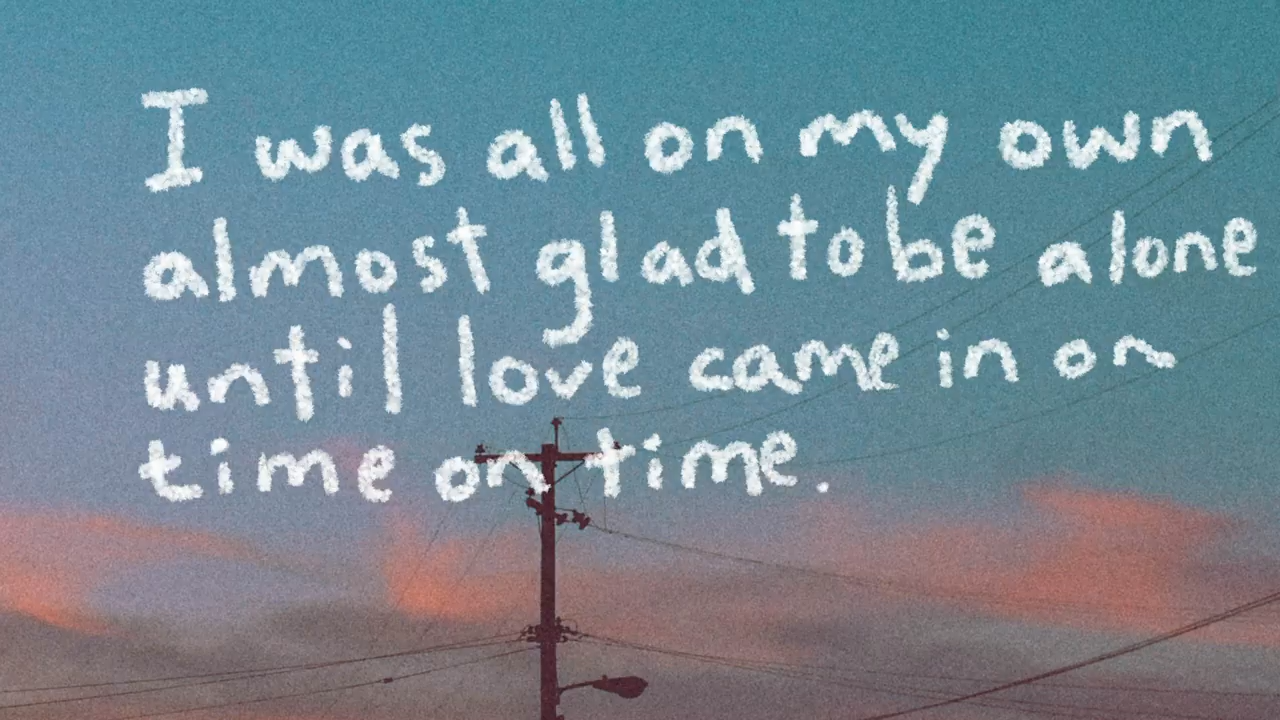 I was all on my own
almost glad to be alone
until love came in on
time on time.